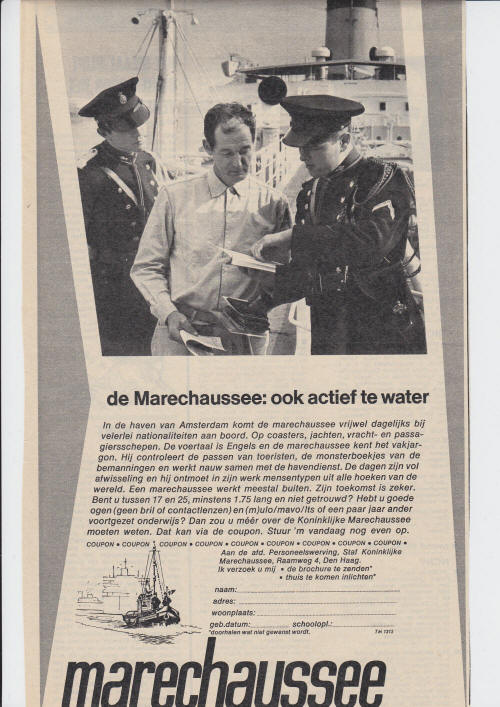 de Marechaussee: ook actief te water
In de haven van Amsterdam komt de marechaussee vrijwel dagelijks bij
velerlei nationaliteiten aan boord. Op coasters, jachten, vracht- en passa-
giersschepen. De voertaal is Engels en de marechaussee kent het vakjar-
gon. Hij controleert de passen van toeristen, de monsterboekjes van de
bemanningen en werkt nauw samen met de havendienst. De dagen zijn vol
afwisseling en hij ontmoet in zijn werk mensentypen uit alle hoeken van de
wereld. Een marechaussee werkt meestal buiten. Zijn toekomst is zeker.
Bent u tussen 17 en 25, minstens 1.75 lang en niet getrouwd? Hebt u goede
ogen (geen bril of contactlenzen) en (m)ulo/mavo/lts of een paar jaar ander
voortgezet onderwijs? Dan zou u méér over de Koninklijke Marechaussee
moeten weten. Dat kan via de coupon. Stuur 'm vandaag nog even op.
COUPON • COUPON • COUPON • COUPON • COUPON • COUPON • COUPON • COUPON • COUPON •
Aan de afd. Personeelswerving, Staf Koninklijke
Marechaussee, Raamweg 4, Den Haag.
Ik verzoek u mij • de brochure te zenden*
• thuis te komen inlichten*
naam:
adres:
woonplaats:
geb.datum: schoolopl.:
*doorhalen wat niet gewenst wordt. TH 1313
marechaussee